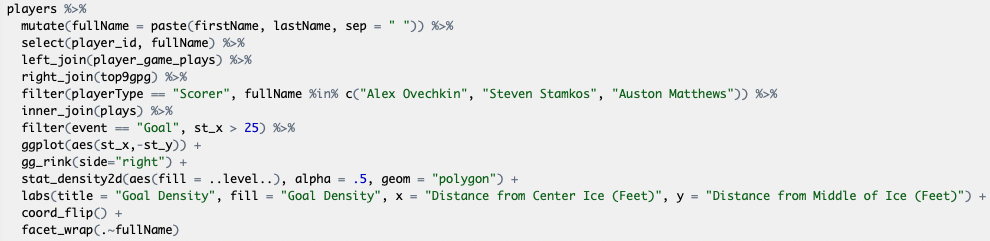 players %>%
  mutate(fullName = paste(firstName, lastName, sep = " ")) %>%
  select(player_id, fullName) %>%
  left_join(player_game_plays) %>%
  right_join(top9gpg) %>%
  filter(playerType == "Scorer", fullName %in% c("Alex Ovechkin", "Steven Stamkos", "Auston Matthews")) %>%
  inner_join(plays) %>%
  filter(event == "Goal", st_x > 25) %>%
  ggplot(aes(st_x,-st_y)) +
  gg_rink(side="right") +
  stat_density2d(aes(fill = ..level..), alpha = .5, geom = "polygon") +
  labs(title = "Goal Density", fill = "Goal Density", x = "Distance from Center Ice (Feet)", y = "Distance from Middle of Ice (Feet)") +
  coord_flip() +
  facet_wrap(.~fullName)